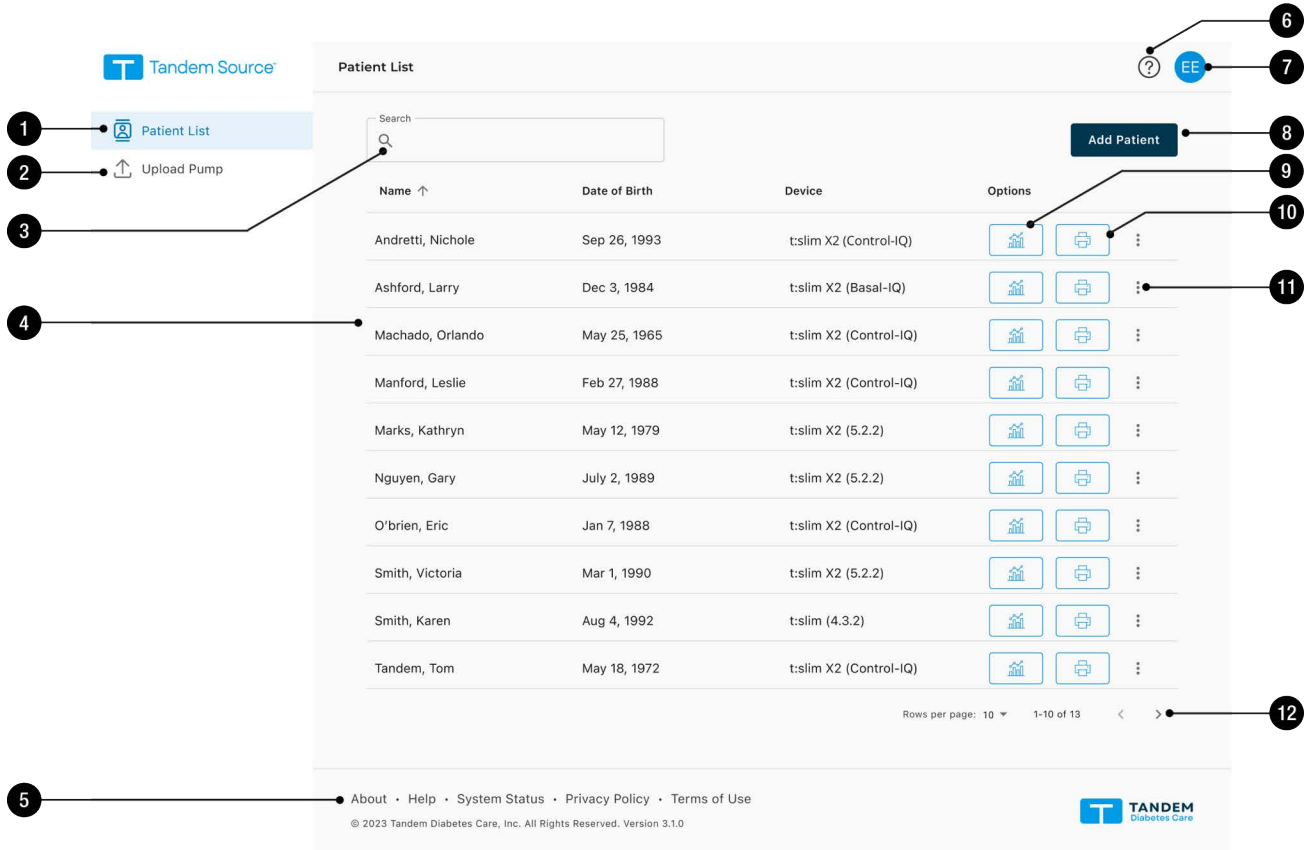 6
Tandem Source
Patient List
EE
7
1
Patient List
Search
Add Patient
8
2
Upload Pump
9
Name
Date of Birth
Device
Options
10
3
Andretti, Nichole Sep 26, 1993 t:slim X2 (Control-IQ)
Ashford, Larry Dec 3, 1984 t:slim X2 (Basal-IQ)
11
4
Machado, Orlando May 25, 1965 t:slim X2 (Control-IQ)
Manford, Leslie Feb 27, 1988 t:slim X2 (Control-IQ)
Marks, Kathryn May 12, 1979 t:slim X2 (5.2.2)
Nguyen, Gary July 2, 1989 t:slim X2 (5.2.2)
O'brien, Eric Jan 7, 1988 t:slim X2 (Control-IQ)
Smith, Victoria Mar 1, 1990 t:slim X2 (5.2.2)
Smith, Karen Aug 4, 1992 t:slim (4.3.2)
Tandem, Tom May 18, 1972 t:slim X2 (Control-IQ)
Rows per page: 10 1-10 of 13
12
5
About • Help • System Status • Privacy Policy • Terms of Use
© 2023 Tandem Diabetes Care, Inc. All Rights Reserved. Version 3.1.0
TANDEM
Diabetes Care